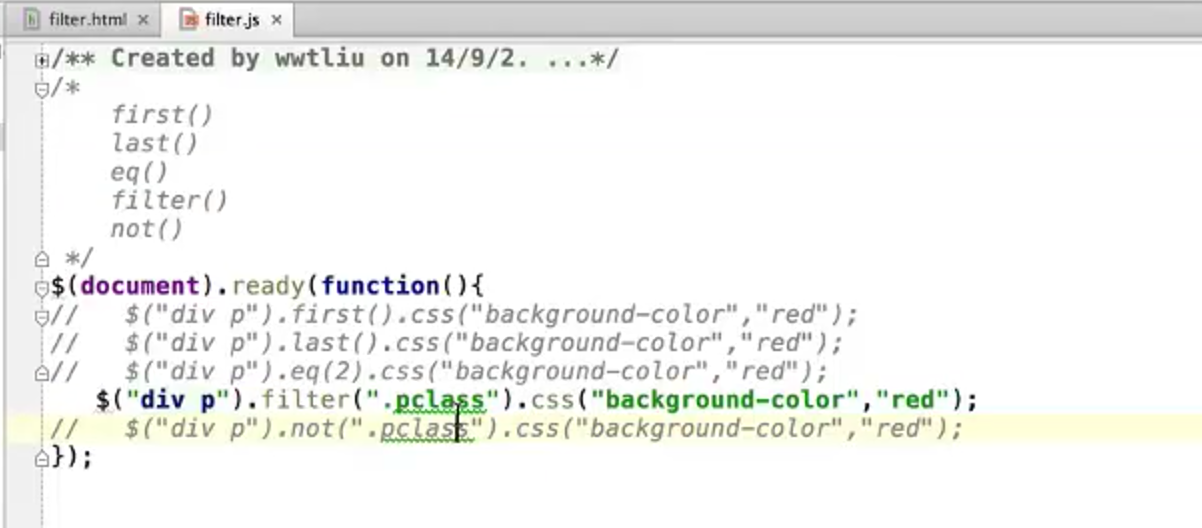 filter.html × filter.js ×
/** Created by wwtliu on 14/9/2. ...*/
/*
first()
last()
eq()
filter()
not()
*/
$(document).ready(function(){
//   $("div p").first().css("background-color","red");
//   $("div p").last().css("background-color","red");
//   $("div p").eq(2).css("background-color","red");
$("div p").filter(".pclass").css("background-color","red");
//   $("div p").not(".pclass").css("background-color","red");
});